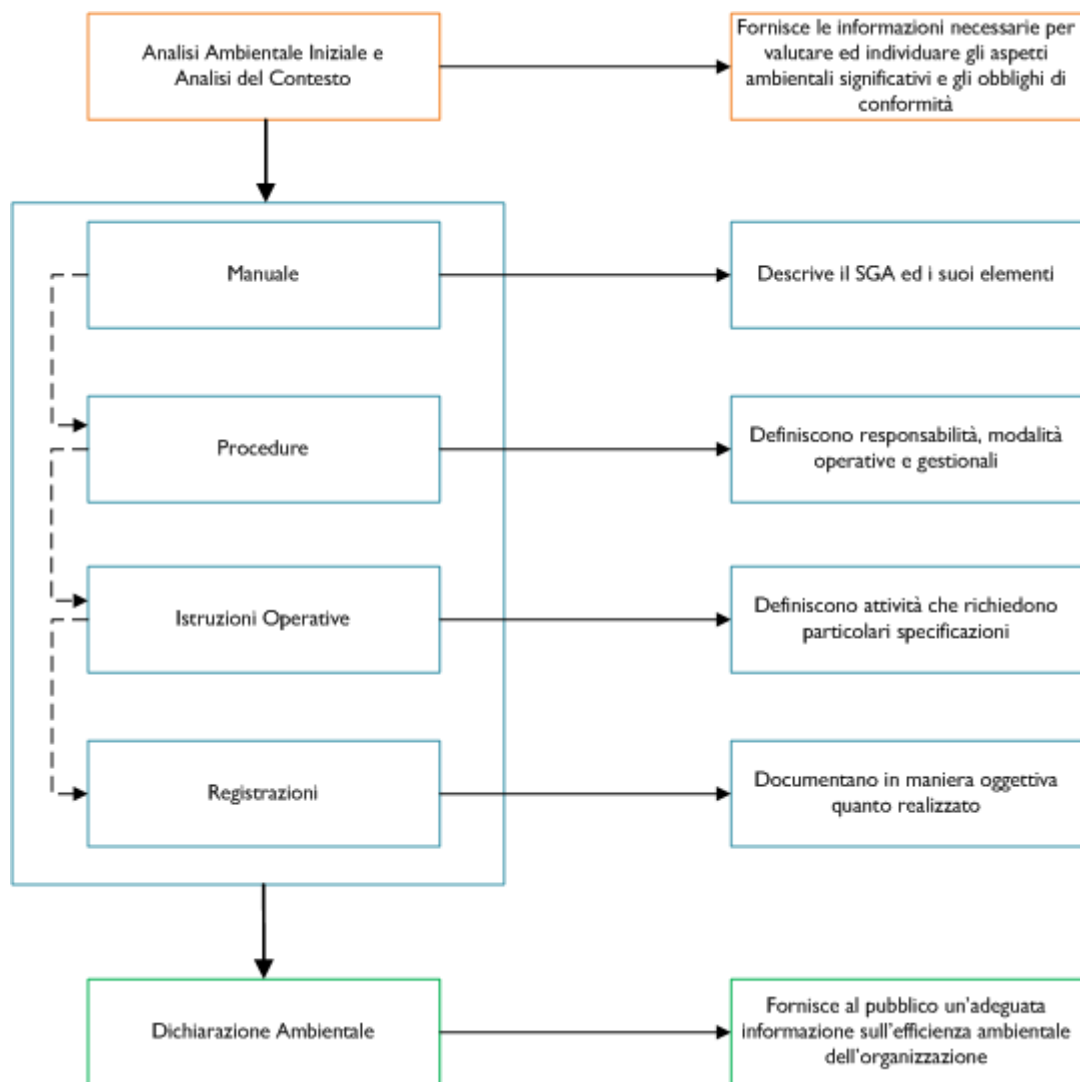 Analisi Ambientale Iniziale e
Analisi del Contesto
Fornisce le informazioni necessarie per
valutare ed individuare gli aspetti
ambientali significativi e gli obblighi di
conformità
Manuale
Descrive il SGA ed i suoi elementi
Procedure
Definiscono responsabilità, modalità
operative e gestionali
Istruzioni Operative
Definiscono attività che richiedono
particolari specificazioni
Registrazioni
Documentano in maniera oggettiva
quanto realizzato
Dichiarazione Ambientale
Fornisce al pubblico un'adeguata
informazione sull'efficienza ambientale
dell'organizzazione